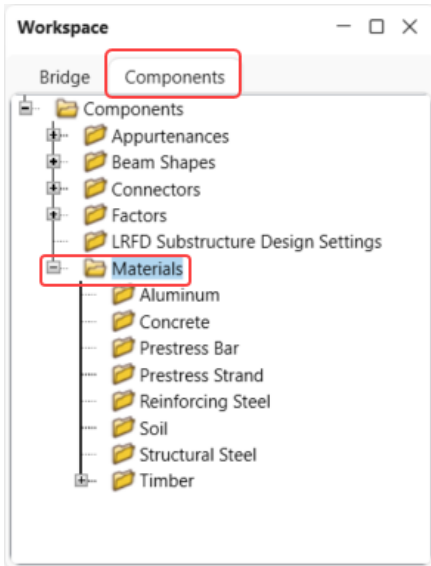 Workspace
Bridge Components
Components
Appurtenances
Beam Shapes
Connectors
Factors
LRFD Substructure Design Settings
Materials
Aluminum
Concrete
Prestress Bar
Prestress Strand
Reinforcing Steel
Soil
Structural Steel
Timber